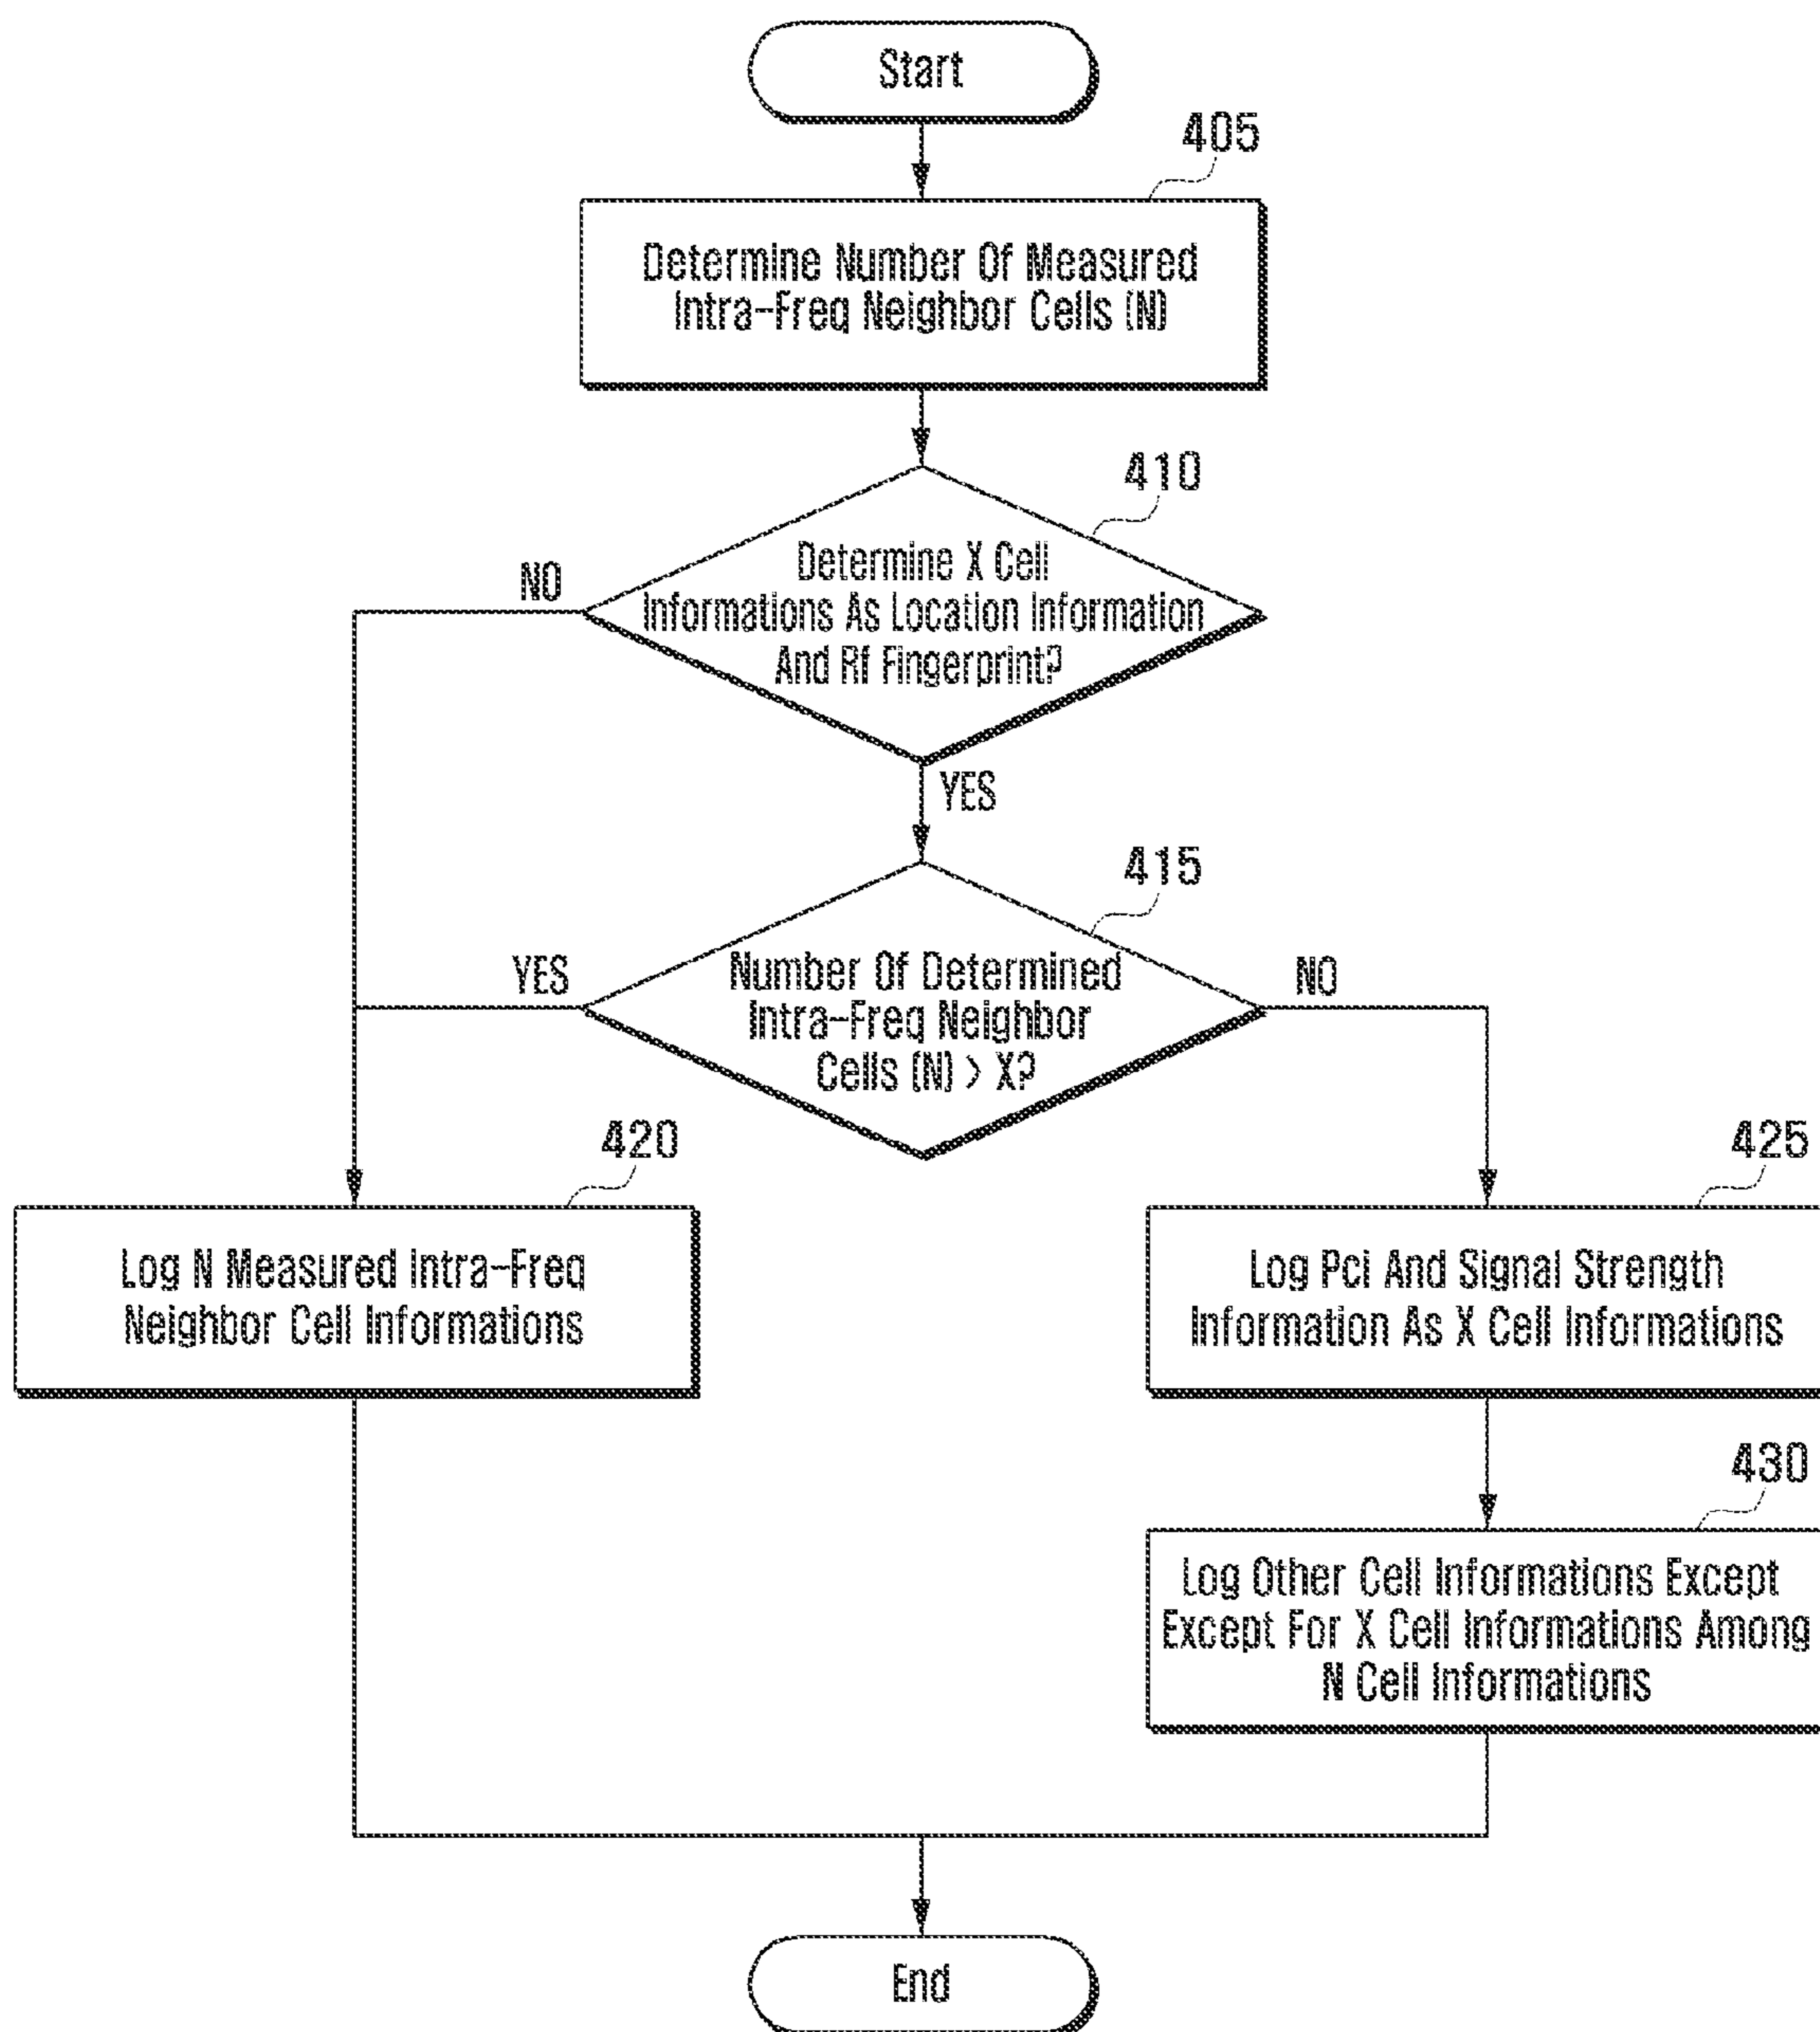 Start
405
Determine Number Of Measured
Intra-Freq Neighbor Cells (N)
410
Determine X Cell
Informations As Location Information
And Rf Fingerprint?
NO
YES
415
Number Of Determined
Intra-Freq Neighbor
Cells (N) > X?
YES
NO
420
Log N Measured Intra-Freq
Neighbor Cell Informations
425
Log Pci And Signal Strength
Information As X Cell Informations
430
Log Other Cell Informations Except
Except For X Cell Informations Among
N Cell Informations
End